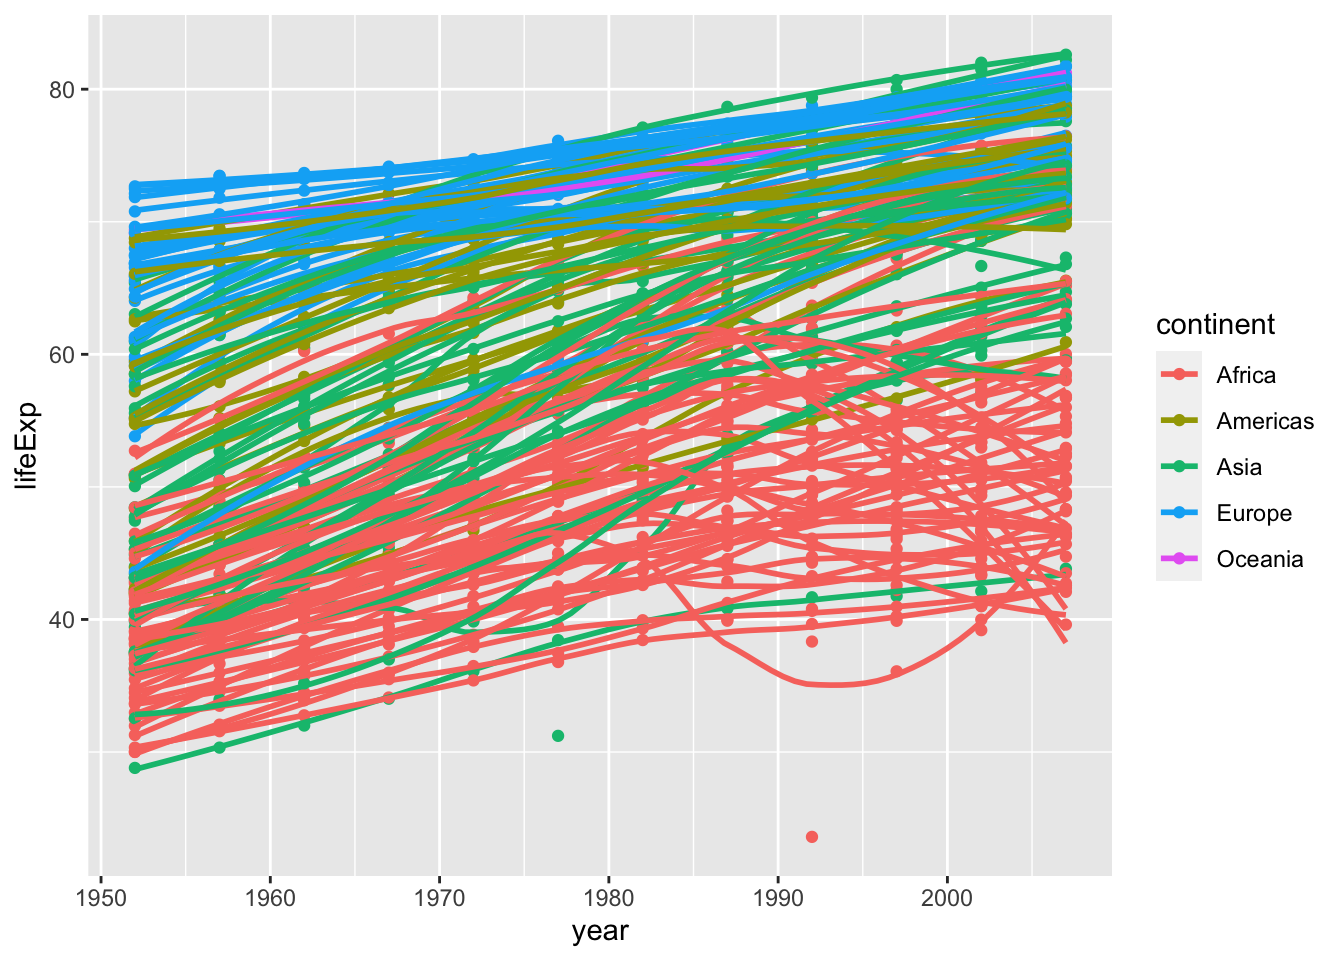 80
60
40
lifeExp
1950 1960 1970 1980 1990 2000
year
continent
Africa
Americas
Asia
Europe
Oceania